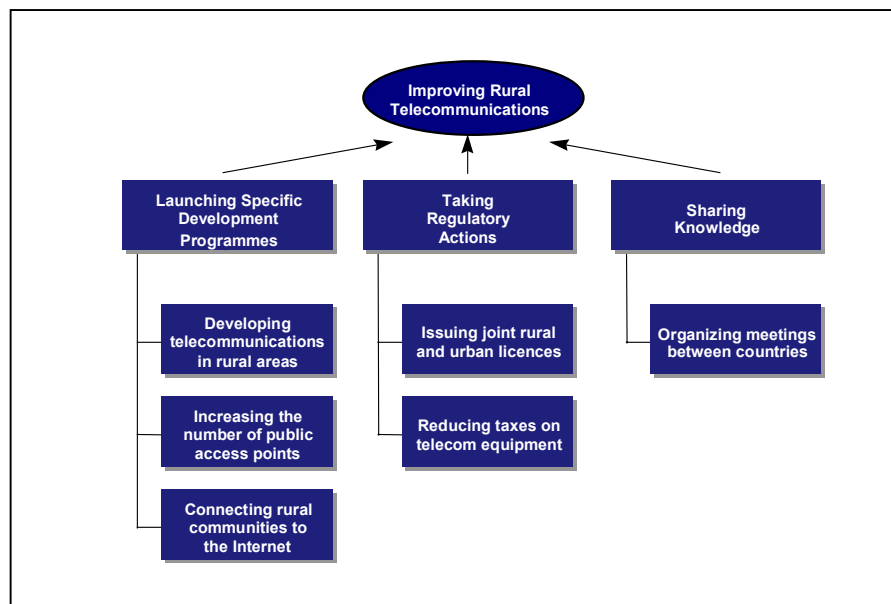 Improving Rural
Telecommunications
Launching Specific
Development
Programmes
Taking
Regulatory
Actions
Sharing
Knowledge
Developing
telecommunications
in rural areas
Issuing joint rural
and urban licences
Organizing meetings
between countries
Increasing the
number of public
access points
Reducing taxes on
telecom equipment
Connecting rural
communities to
the Internet